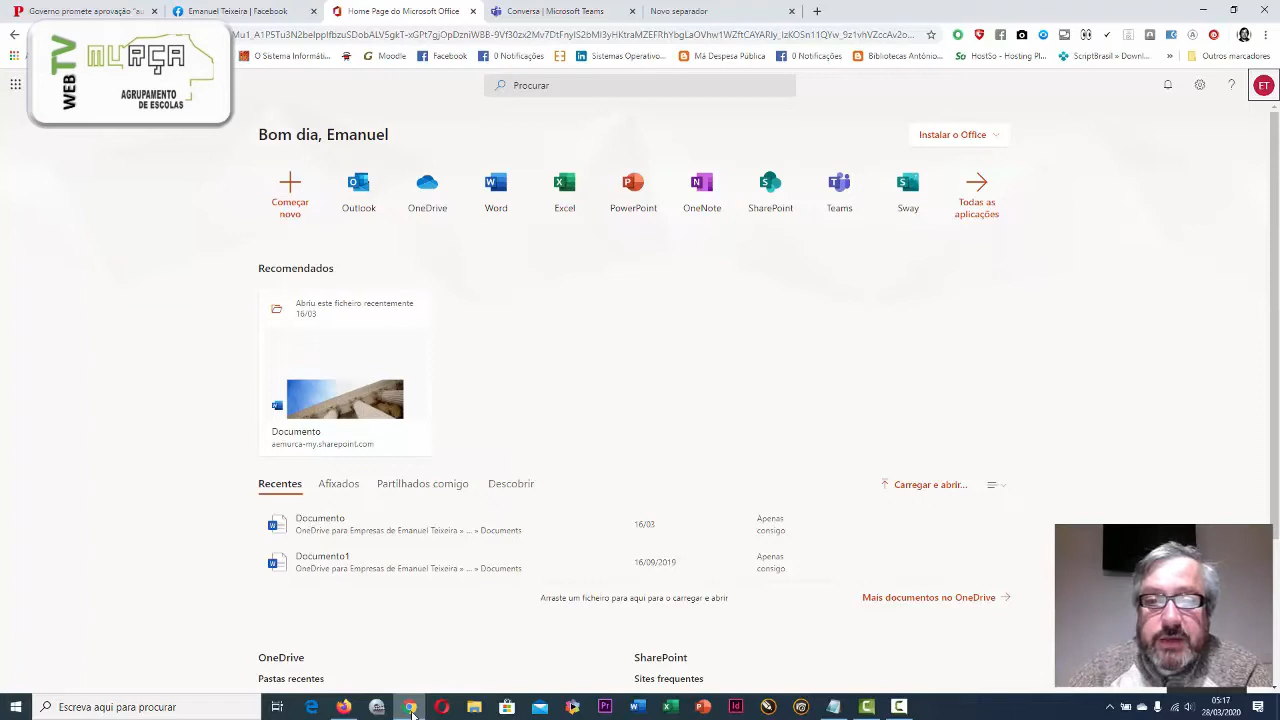 Governo promete aprovação "au
Emanuel Teixeira | Facebook
Home Page do Microsoft Office
Conversa | Microsoft Teams
Novo separador
O Sistema Informátic
Moodle
Facebook
0 Notificações
Sistemas Operativo...
Má Despesa Pública
0 Notificações
Bibliotecas António...
HostSo - Hosting Pl...
ScriptBrasil » Downl...
»
Outros marcadores
WEB TV
MURÇA
AGRUPAMENTO
DE ESCOLAS
Procurar
ET
Bom dia, Emanuel
Instalar o Office
Começar
novo
Outlook
OneDrive
Word
Excel
PowerPoint
OneNote
SharePoint
Teams
Sway
Todas as
aplicações
Recomendados
Abriu este ficheiro recentemente
16/03
Documento
aemurca-my.sharepoint.com
Recentes
Afixados
Partilhados comigo
Descobrir
Carregar e abrir...
Documento
OneDrive para Empresas de Emanuel Teixeira » ... » Documents
16/03
Apenas
consigo
Documento1
OneDrive para Empresas de Emanuel Teixeira » ... » Documents
16/09/2019
Apenas
consigo
Arraste um ficheiro para aqui para o carregar e abrir
Mais documentos no OneDrive
OneDrive
SharePoint
Pastas recentes
Sites frequentes
Escreva aqui para procurar
05:17
28/03/2020